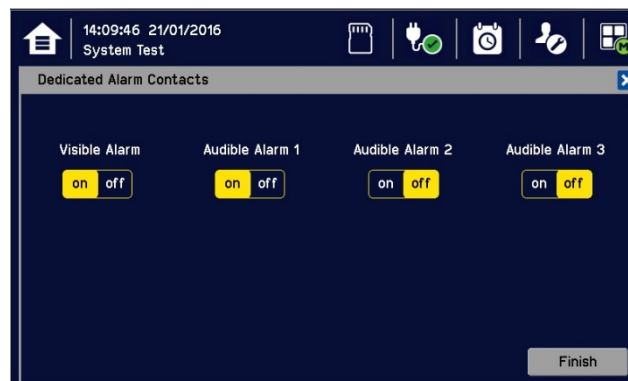 14:09:46 21/01/2016
System Test
Dedicated Alarm Contacts
Visible Alarm Audible Alarm 1 Audible Alarm 2 Audible Alarm 3
on off on off on off on off
Finish